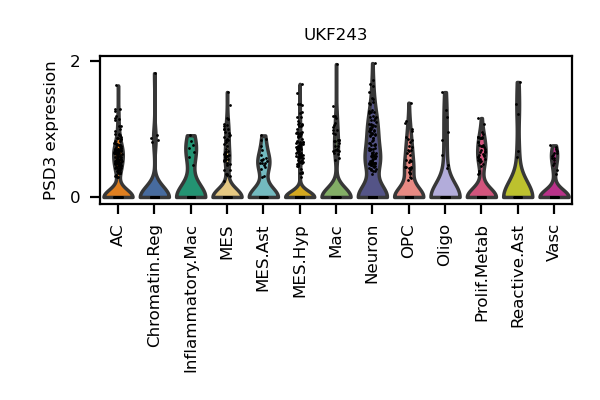 UKF243
PSD3 expression
2
0
AC
Chromatin.Reg
Inflammatory.Mac
MES
MES.Ast
MES.Hyp
Mac
Neuron
OPC
Oligo
Prolif.Metab
Reactive.Ast
Vasc